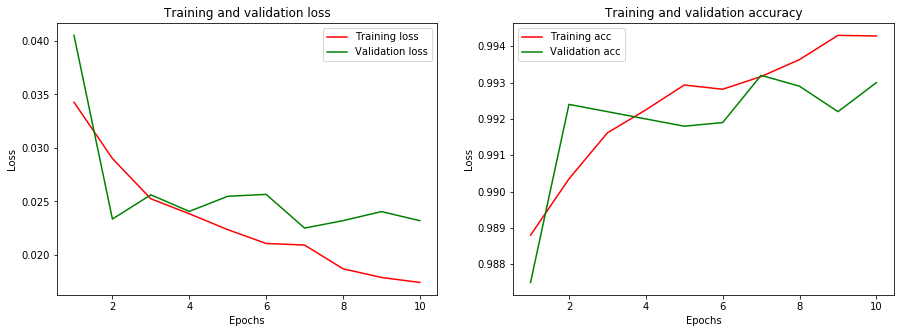 Training and validation loss
Training loss
Validation loss
0.040
0.035
0.030
0.025
0.020
Loss
2
4
6
8
10
Epochs
Training and validation accuracy
Training acc
Validation acc
0.994
0.993
0.992
0.991
0.990
0.989
0.988
Loss
2
4
6
8
10
Epochs